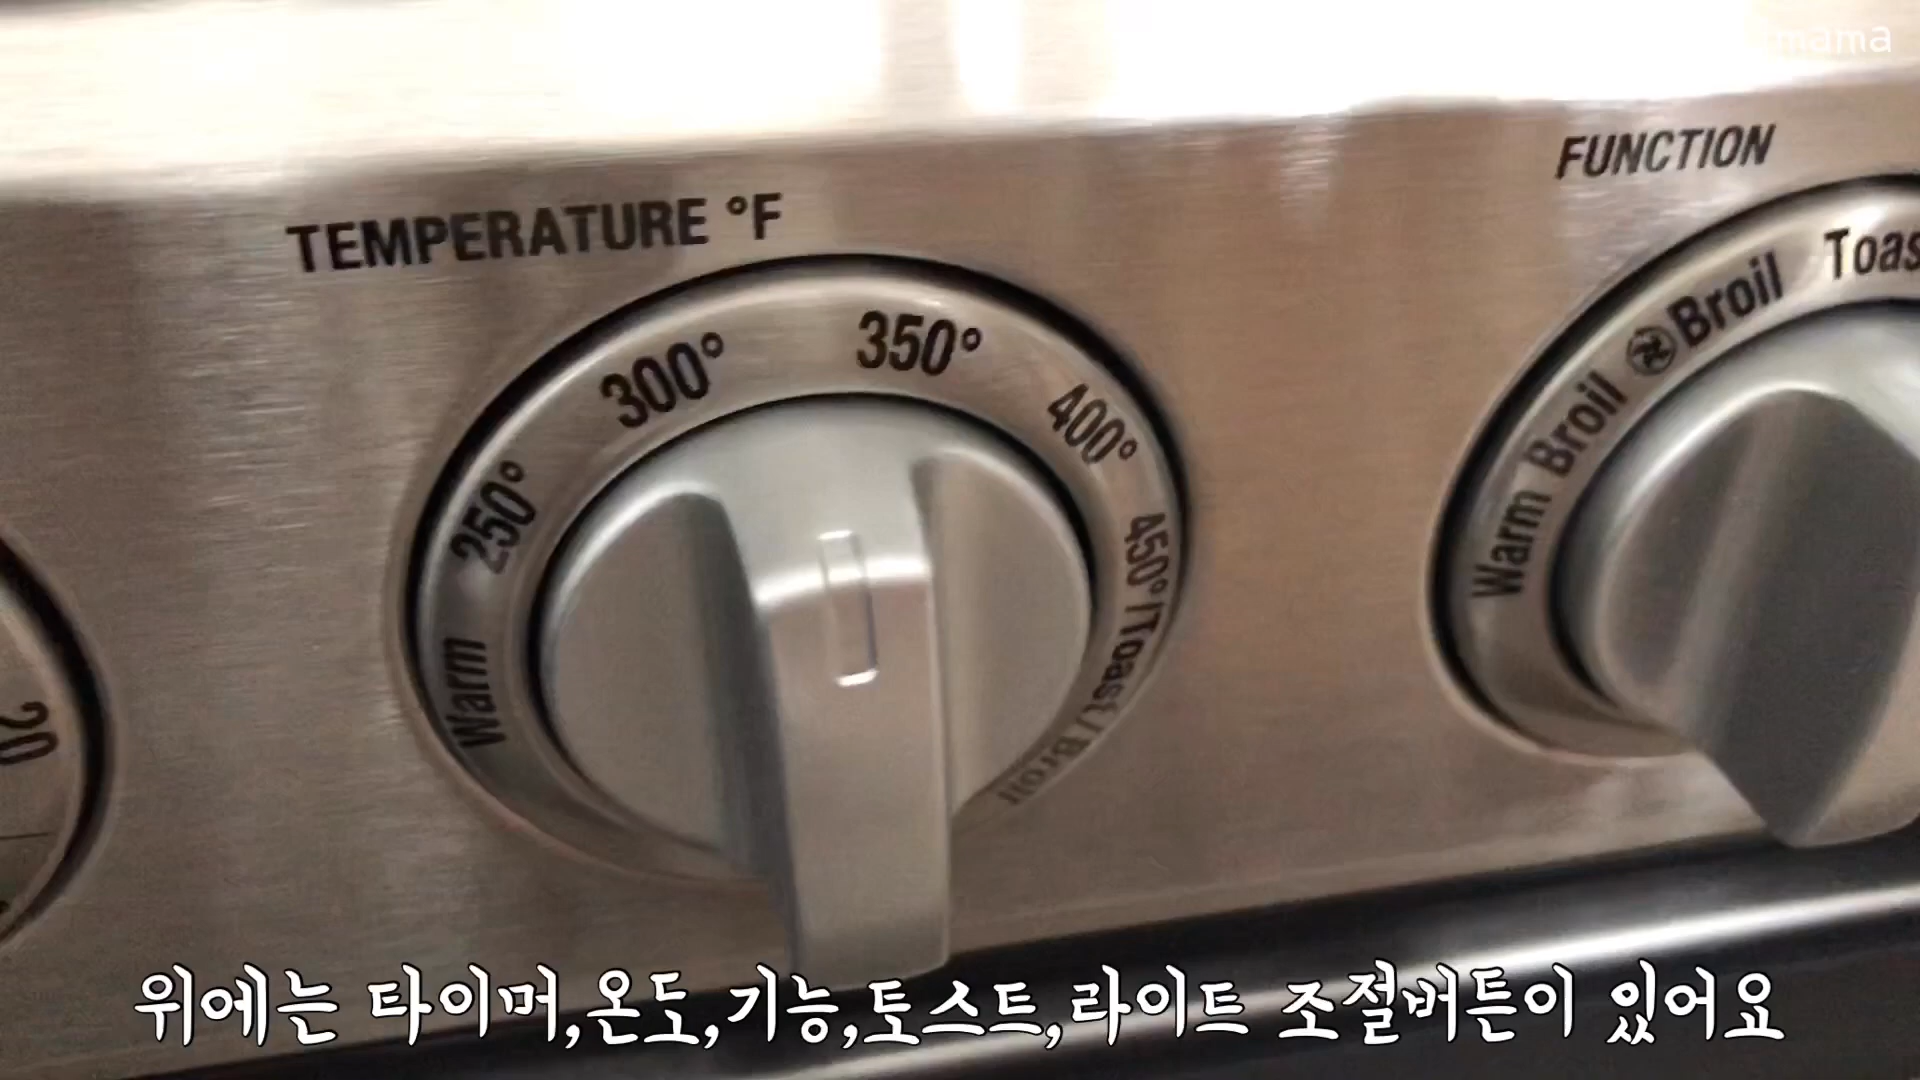 mama
FUNCTION
TEMPERATURE °F
Warm 250° 300° 350° 400° 450°/Toast/Broil
Warm Broil Broil
20
위에는 타이머,온도,기능,토스트,라이트 조절버튼이 있어요